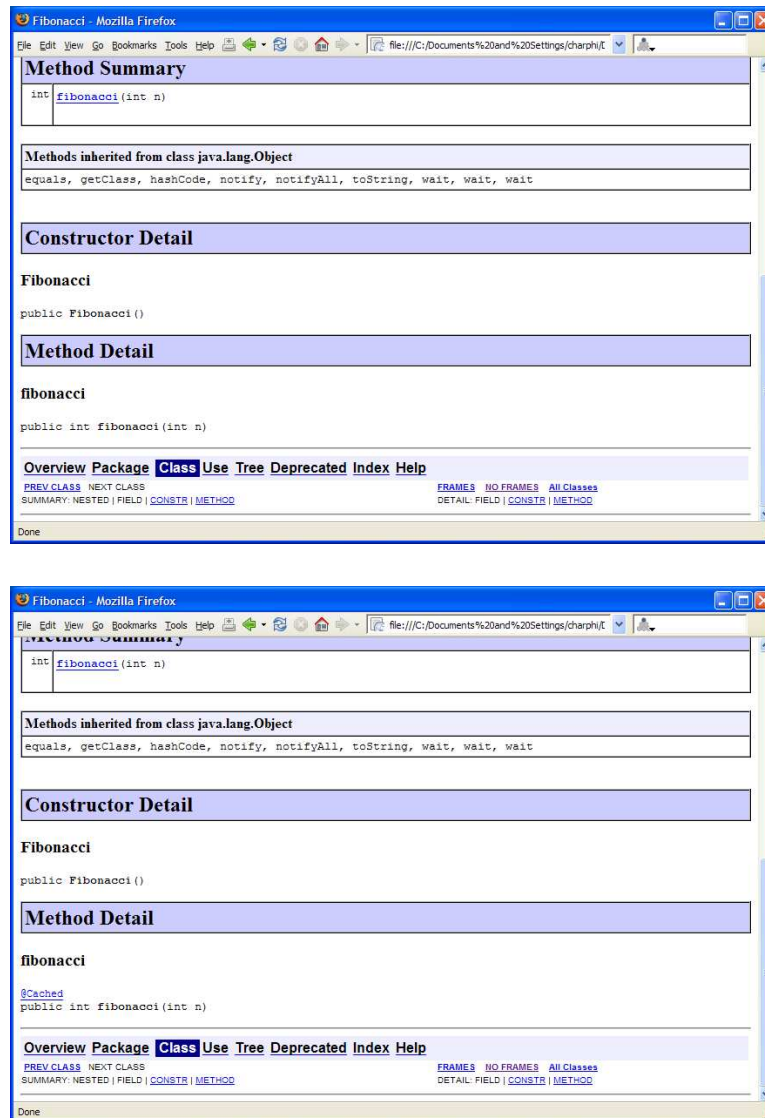 Fibonacci - Mozilla Firefox
File Edit View Go Bookmarks Tools Help file:///C:/Documents%20and%20Settings/charphi/E
Method Summary
int fibonacci(int n)
Methods inherited from class java.lang.Object
equals, getClass, hashCode, notify, notifyAll, toString, wait, wait, wait
Constructor Detail
Fibonacci
public Fibonacci()
Method Detail
fibonacci
public int fibonacci(int n)
Overview Package Class Use Tree Deprecated Index Help
PREV CLASS NEXT CLASS FRAMES NO FRAMES All Classes
SUMMARY: NESTED | FIELD | CONSTR | METHOD DETAIL: FIELD | CONSTR | METHOD
Done
Fibonacci - Mozilla Firefox
File Edit View Go Bookmarks Tools Help file:///C:/Documents%20and%20Settings/charphi/E
Method Summary
int fibonacci(int n)
Methods inherited from class java.lang.Object
equals, getClass, hashCode, notify, notifyAll, toString, wait, wait, wait
Constructor Detail
Fibonacci
public Fibonacci()
Method Detail
fibonacci
@Cached
public int fibonacci(int n)
Overview Package Class Use Tree Deprecated Index Help
PREV CLASS NEXT CLASS FRAMES NO FRAMES All Classes
SUMMARY: NESTED | FIELD | CONSTR | METHOD DETAIL: FIELD | CONSTR | METHOD
Done